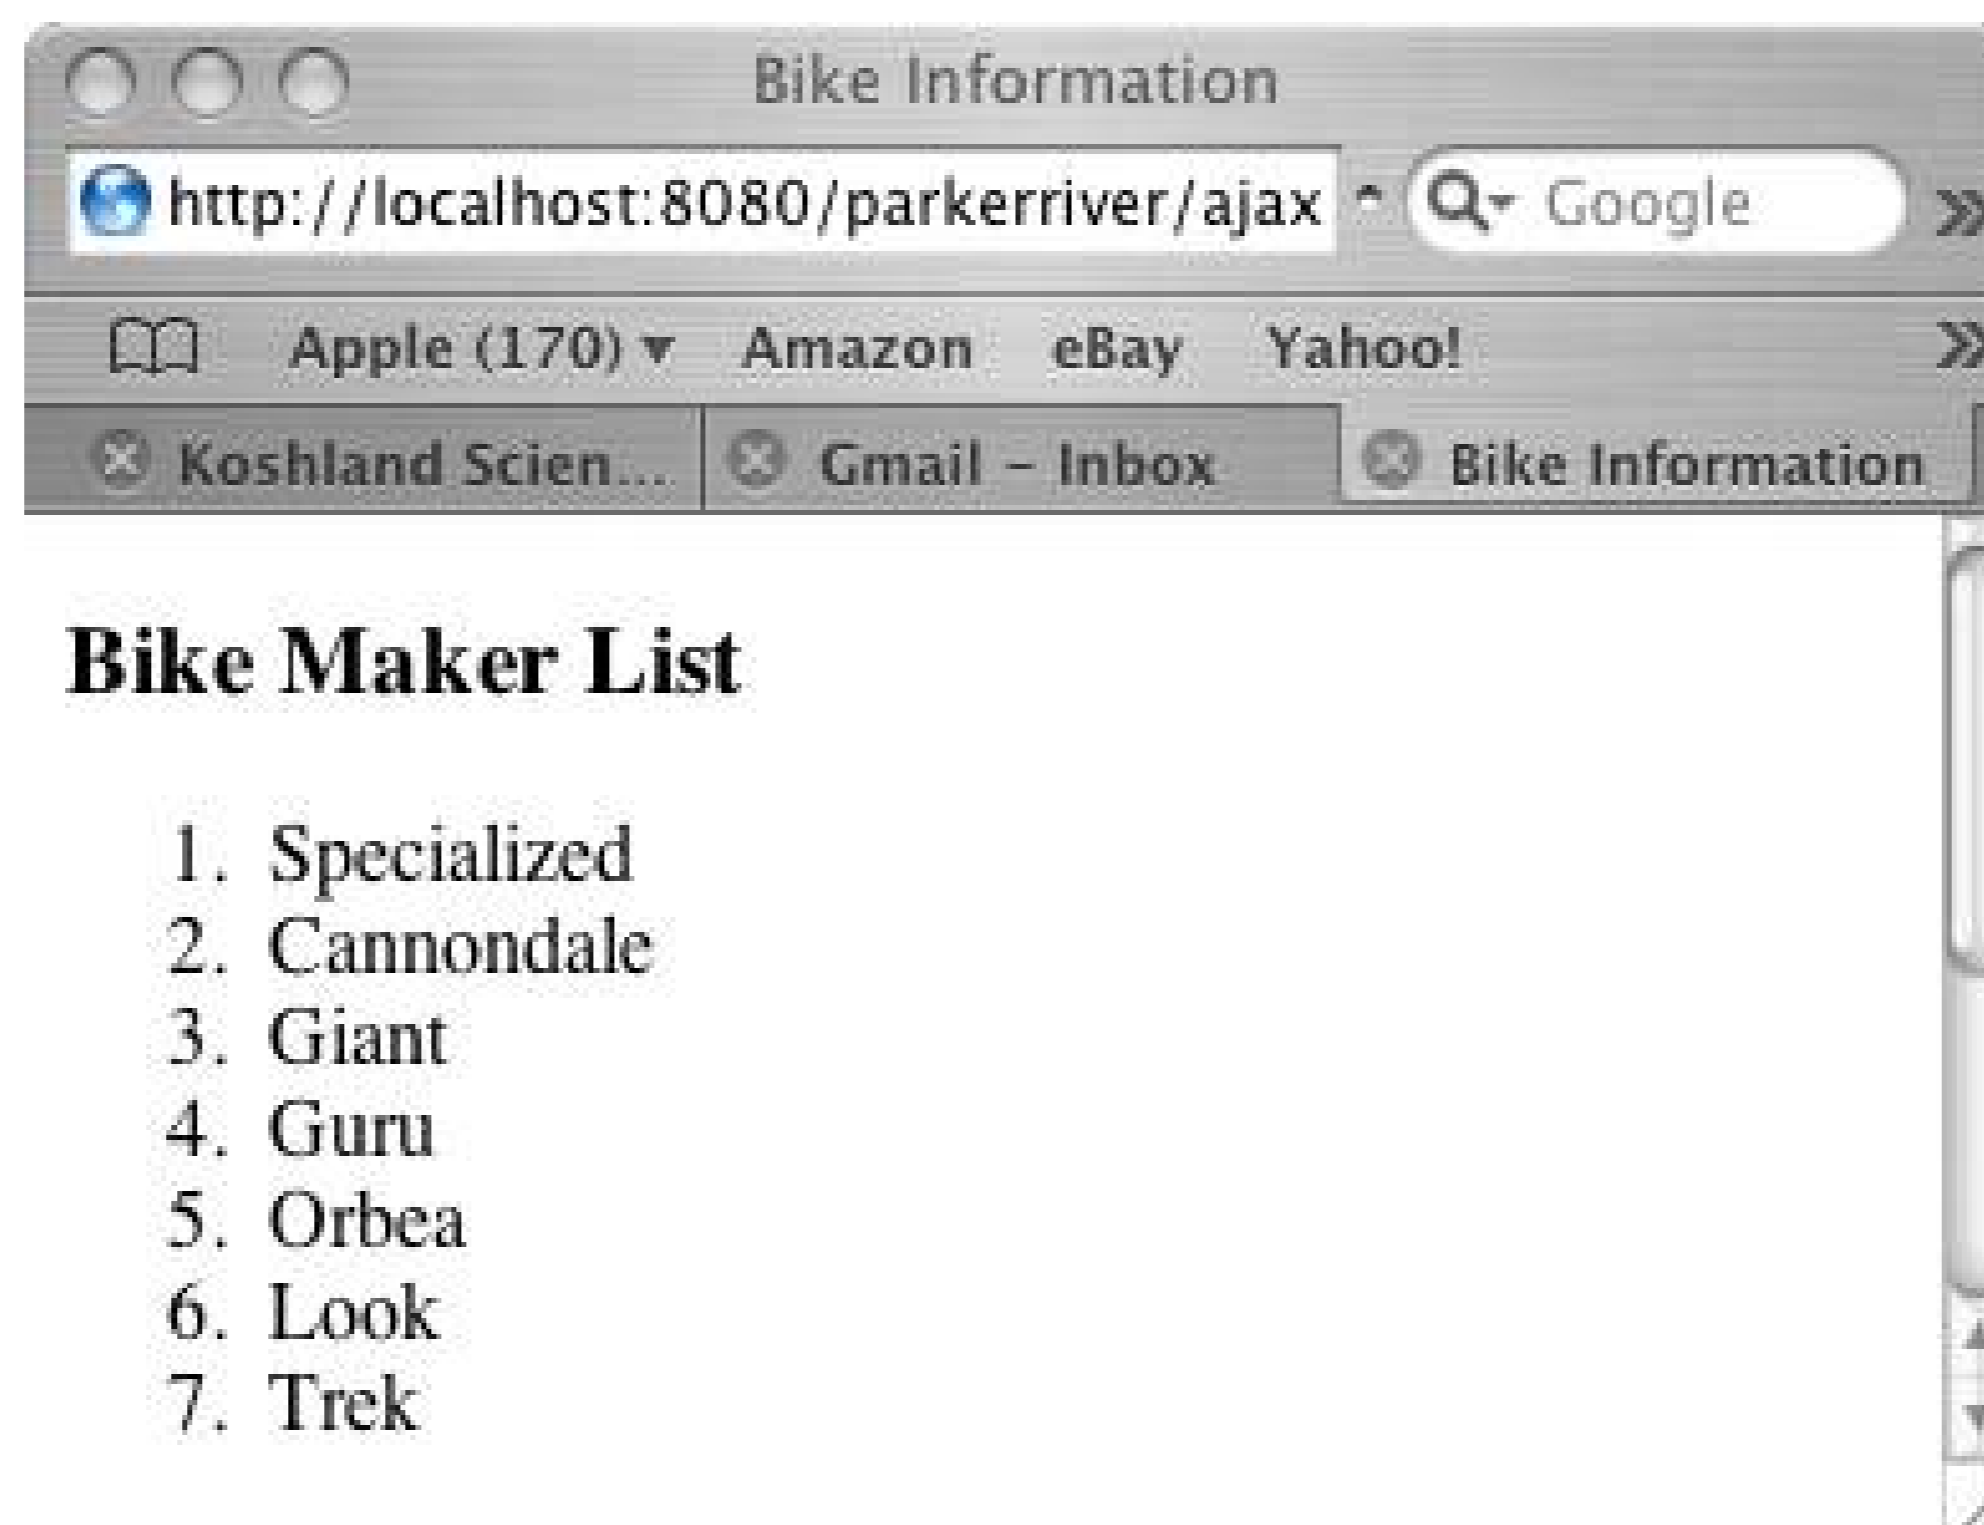 Bike Information
http://localhost:8080/parkerriver/ajax Google
Apple (170) Amazon eBay Yahoo!
Koshland Scien... Gmail – Inbox Bike Information
Bike Maker List
1. Specialized
2. Cannondale
3. Giant
4. Guru
5. Orbea
6. Look
7. Trek